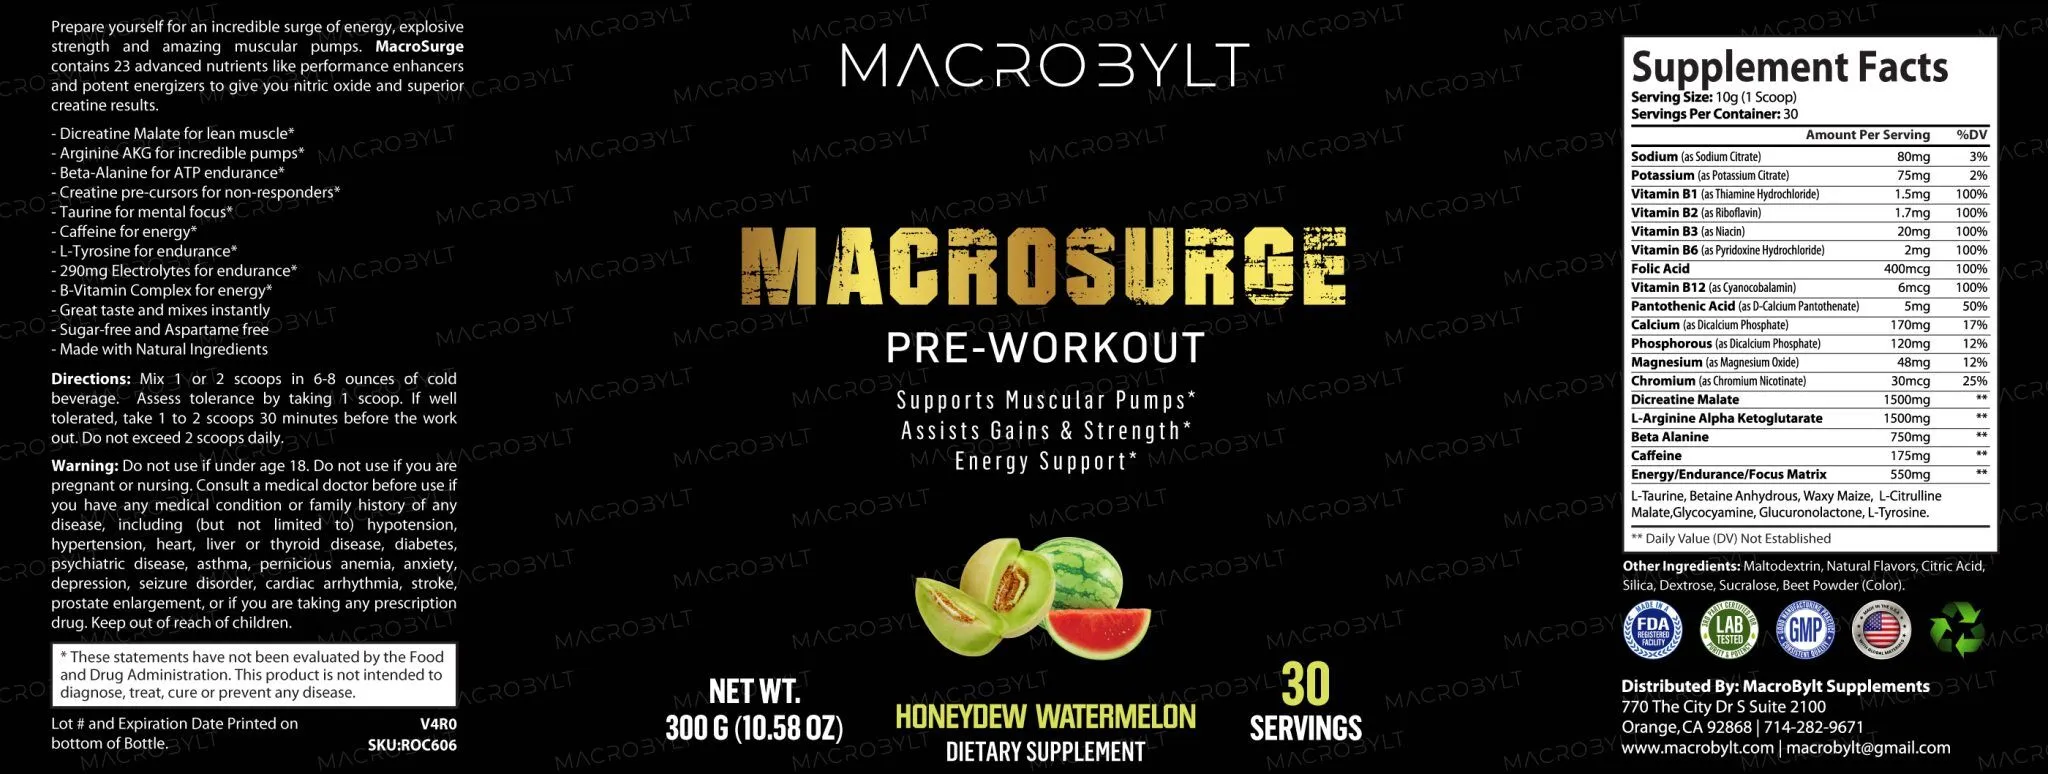 Prepare yourself for an incredible surge of energy, explosive
strength and amazing muscular pumps. MacroSurge
contains 23 advanced nutrients like performance enhancers
and potent energizers to give you nitric oxide and superior
creatine results.
- Dicreatine Malate for lean muscle*
- Arginine AKG for incredible pumps*
- Beta-Alanine for ATP endurance*
- Creatine pre-cursors for non-responders*
- Taurine for mental focus*
- Caffeine for energy*
- L-Tyrosine for endurance*
- 290mg Electrolytes for endurance*
- B-Vitamin Complex for energy*
- Great taste and mixes instantly
- Sugar-free and Aspartame free
- Made with Natural Ingredients
Directions: Mix 1 or 2 scoops in 6-8 ounces of cold
beverage. Assess tolerance by taking 1 scoop. If well
tolerated, take 1 to 2 scoops 30 minutes before the work
out. Do not exceed 2 scoops daily.
Warning: Do not use if under age 18. Do not use if you are
pregnant or nursing. Consult a medical doctor before use if
you have any medical condition or family history of any
disease, including (but not limited to) hypotension,
hypertension, heart, liver or thyroid disease, diabetes,
psychiatric disease, asthma, pernicious anemia, anxiety,
depression, seizure disorder, cardiac arrhythmia, stroke,
prostate enlargement, or if you are taking any prescription
drug. Keep out of reach of children.
* These statements have not been evaluated by the Food
and Drug Administration. This product is not intended to
diagnose, treat, cure or prevent any disease.
Lot # and Expiration Date Printed on
bottom of Bottle.
V4R0
SKU:ROC606
MACROBYLT
MACROSURGE
PRE-WORKOUT
Supports Muscular Pumps*
Assists Gains & Strength*
Energy Support*
NET WT.
300 G (10.58 OZ)
HONEYDEW WATERMELON
DIETARY SUPPLEMENT
30
SERVINGS
Supplement Facts
Serving Size: 10g (1 Scoop)
Servings Per Container: 30
Amount Per Serving %DV
Sodium (as Sodium Citrate) 80mg 3%
Potassium (as Potassium Citrate) 75mg 2%
Vitamin B1 (as Thiamine Hydrochloride) 1.5mg 100%
Vitamin B2 (as Riboflavin) 1.7mg 100%
Vitamin B3 (as Niacin) 20mg 100%
Vitamin B6 (as Pyridoxine Hydrochloride) 2mg 100%
Folic Acid 400mcg 100%
Vitamin B12 (as Cyanocobalamin) 6mcg 100%
Pantothenic Acid (as D-Calcium Pantothenate) 5mg 50%
Calcium (as Dicalcium Phosphate) 170mg 17%
Phosphorous (as Dicalcium Phosphate) 120mg 12%
Magnesium (as Magnesium Oxide) 48mg 12%
Chromium (as Chromium Nicotinate) 30mcg 25%
Dicreatine Malate 1500mg **
L-Arginine Alpha Ketoglutarate 1500mg **
Beta Alanine 750mg **
Caffeine 175mg **
Energy/Endurance/Focus Matrix 550mg **
L-Taurine, Betaine Anhydrous, Waxy Maize, L-Citrulline
Malate,Glycocyamine, Glucuronolactone, L-Tyrosine.
** Daily Value (DV) Not Established
Other Ingredients: Maltodextrin, Natural Flavors, Citric Acid,
Silica, Dextrose, Sucralose, Beet Powder (Color).
MADE IN A
FDA
REGISTERED
FACILITY
LAB
TESTED
PURITY & POTENCY
GMP
MADE IN THE USA
Distributed By: MacroBylt Supplements
770 The City Dr S Suite 2100
Orange,CA 92868 | 714-282-9671
www.macrobylt.com | macrobylt@gmail.com